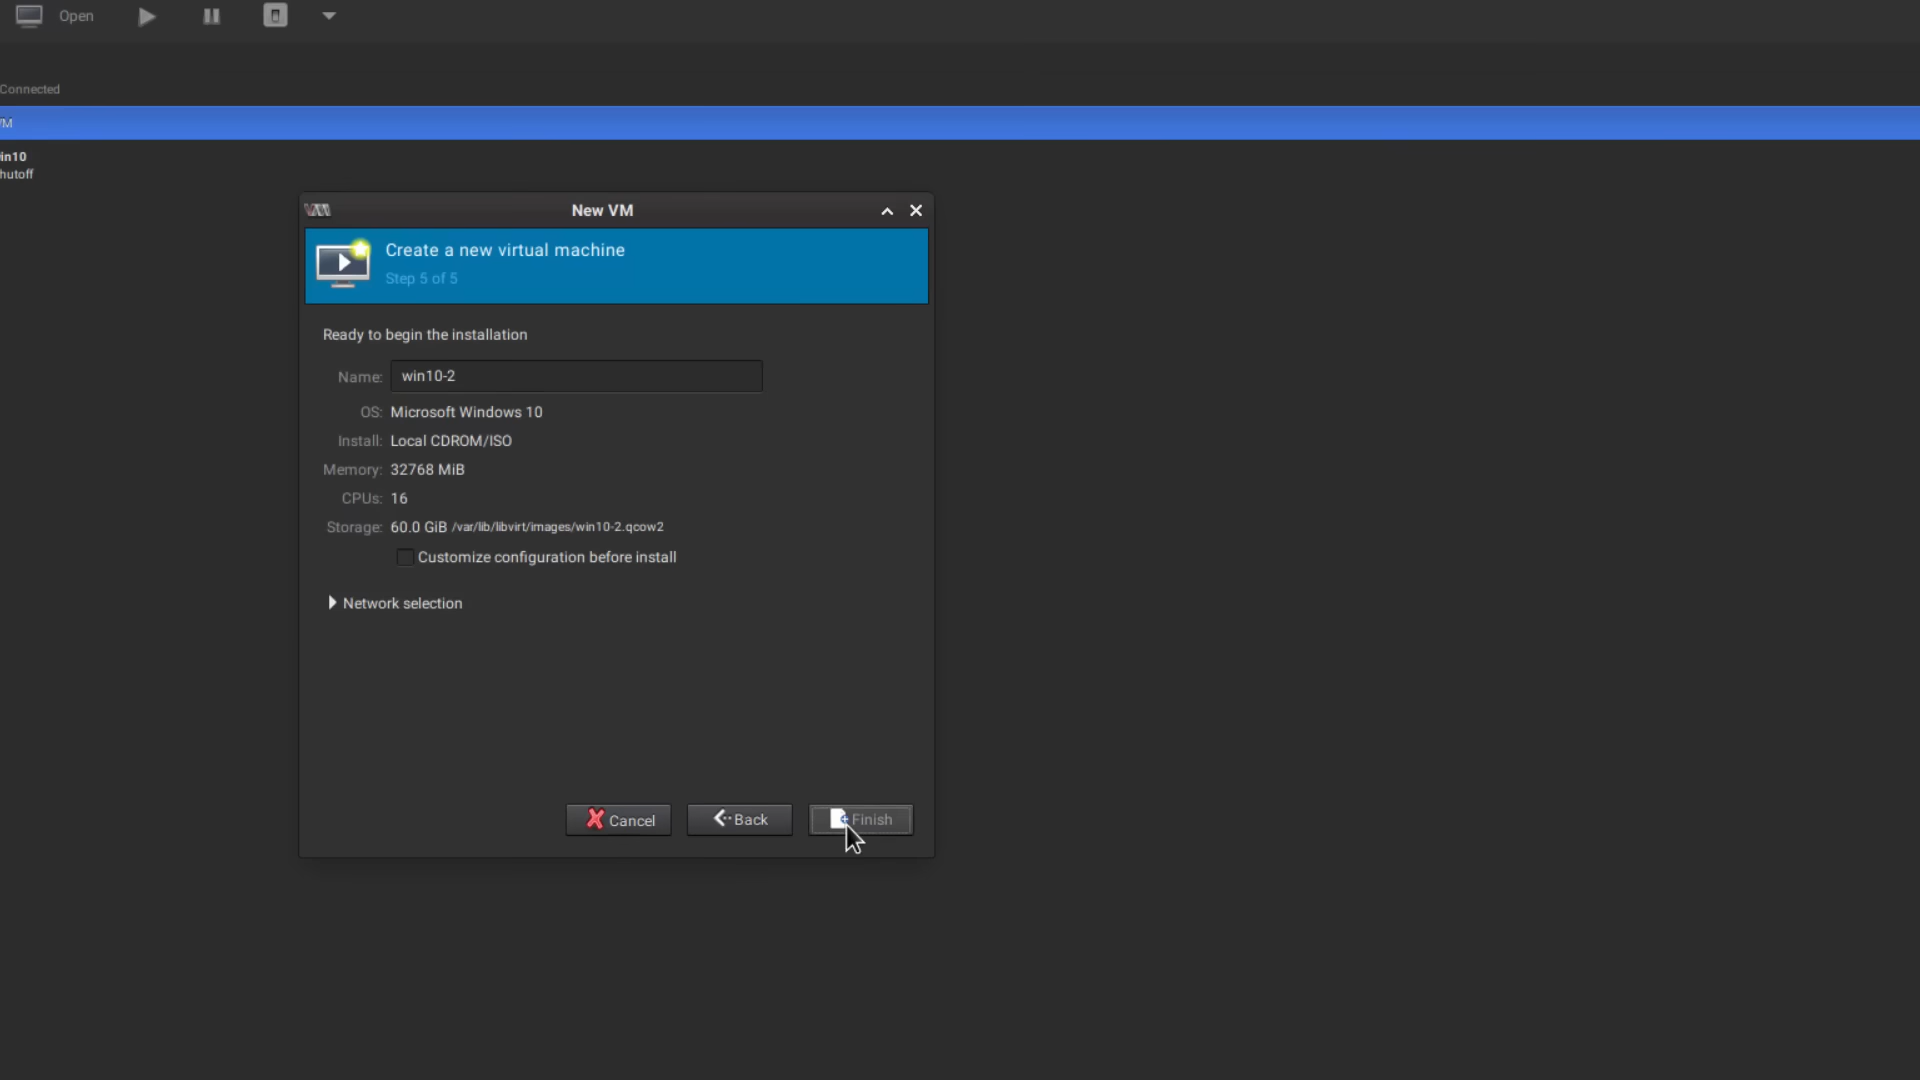 Open
Connected
VM
in10
hutoff
New VM
Create a new virtual machine
Step 5 of 5
Ready to begin the installation
Name: win10-2
OS: Microsoft Windows 10
Install: Local CDROM/ISO
Memory: 32768 MiB
CPUs: 16
Storage: 60.0 GiB /var/lib/libvirt/images/win10-2.qcow2
Customize configuration before install
Network selection
Cancel
Back
Finish